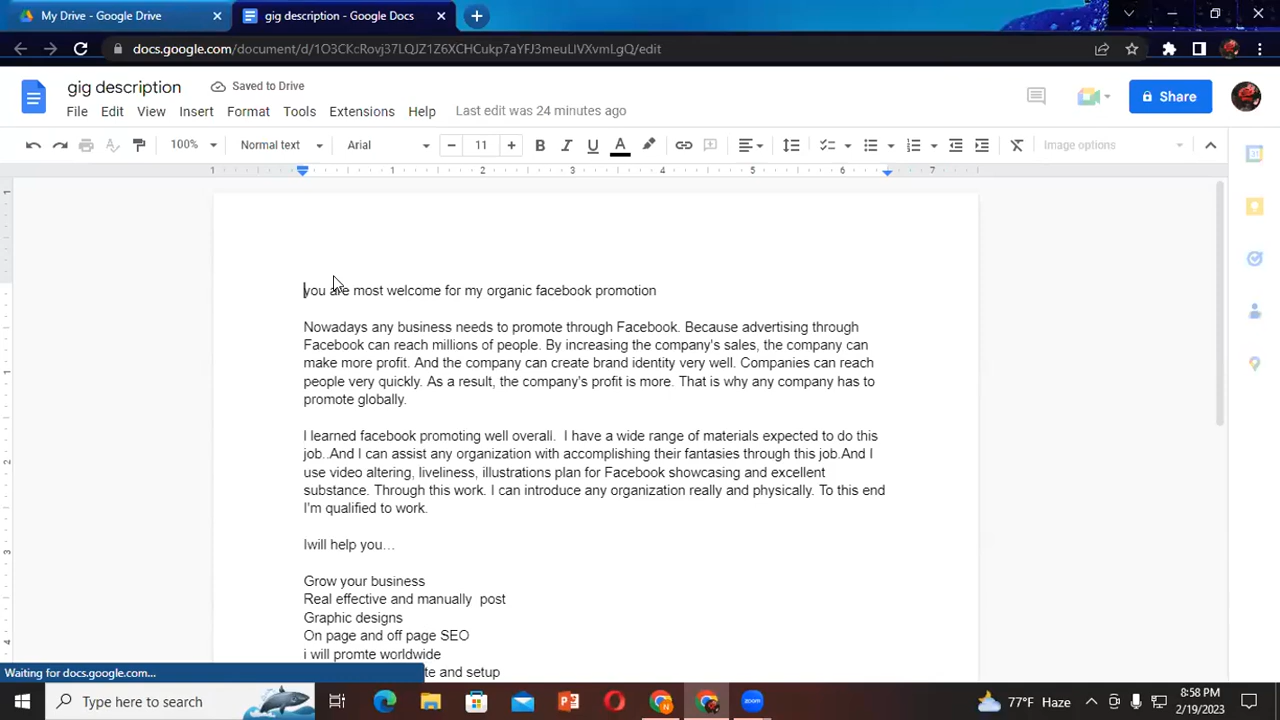 My Drive - Google Drive
gig description - Google Docs
docs.google.com/document/d/1O3CKcRovj37LQJZ1Z6XCHCukp7aYFJ3meuLIVXvmLgQ/edit
gig description
Saved to Drive
File Edit View Insert Format Tools Extensions Help Last edit was 24 minutes ago
Share
100% Normal text Arial 11 Image options
1 1 2 3 4 5 6 7
you are most welcome for my organic facebook promotion
Nowadays any business needs to promote through Facebook. Because advertising through
Facebook can reach millions of people. By increasing the company's sales, the company can
make more profit. And the company can create brand identity very well. Companies can reach
people very quickly. As a result, the company's profit is more. That is why any company has to
promote globally.
I learned facebook promoting well overall.  I have a wide range of materials expected to do this
job..And I can assist any organization with accomplishing their fantasies through this job.And I
use video altering, liveliness, illustrations plan for Facebook showcasing and excellent
substance. Through this work. I can introduce any organization really and physically. To this end
I'm qualified to work.
Iwill help you…
Grow your business
Real effective and manually  post
Graphic designs
On page and off page SEO
i will promte worldwide
te and setup
Waiting for docs.google.com...
Type here to search
77°F Haze
8:58 PM
2/19/2023